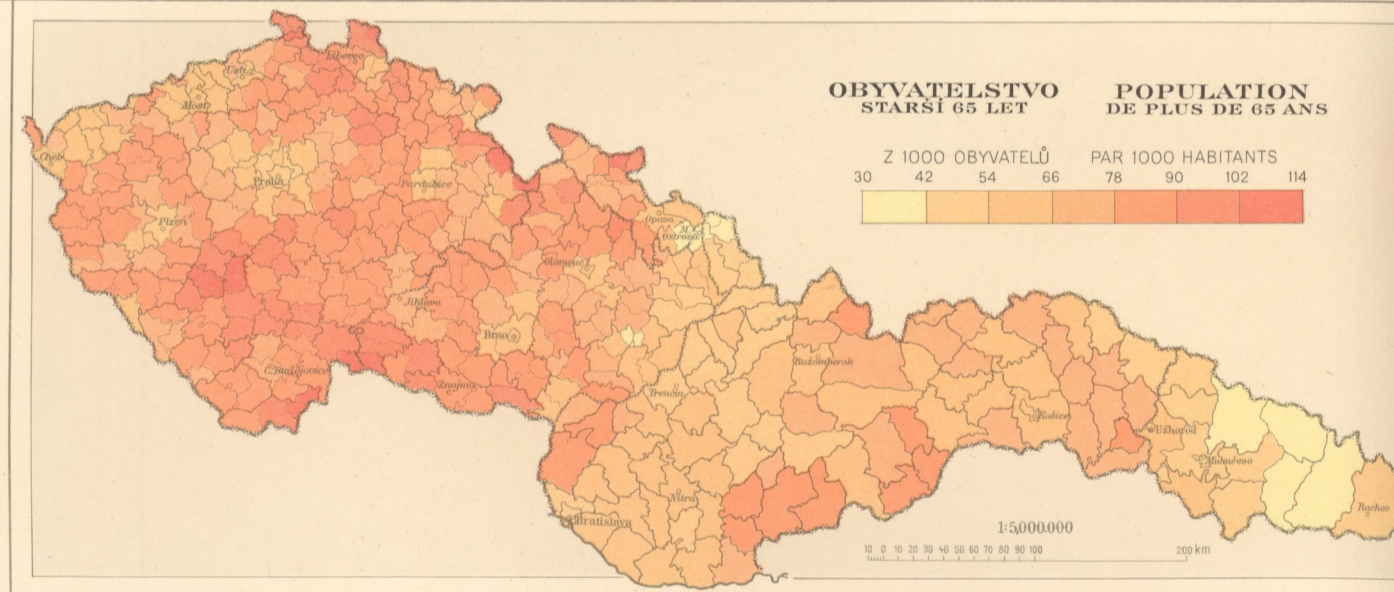 OBYVATELSTVO
STARŠÍ 65 LET
POPULATION
DE PLUS DE 65 ANS
Z 1000 OBYVATELŮ
PAR 1000 HABITANTS
30 42 54 66 78 90 102 114
Liberec
Ústí
Most
Cheb
Praha
Pardubice
Plzeň
Opava
M.
Ostrava
Olomouc
Jihlava
Brno
Č. Budějovice
Znojmo
Ružomberok
Trenčín
Košice
Užhorod
Mukačevo
Nitra
Bratislava
Rachov
1:5,000.000
10 0 10 20 30 40 50 60 70 80 90 100 200 km